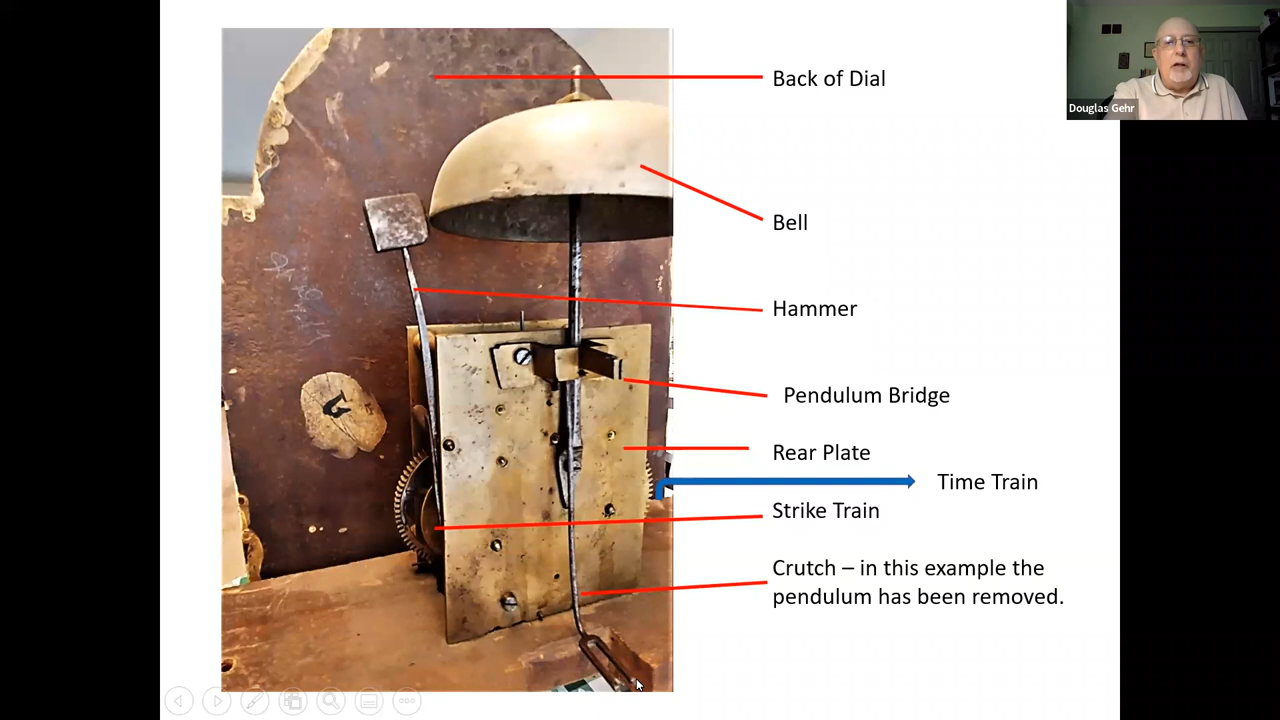 Back of Dial
Douglas Gehr
Bell
Hammer
Pendulum Bridge
Rear Plate
Time Train
Strike Train
Crutch – in this example the
pendulum has been removed.